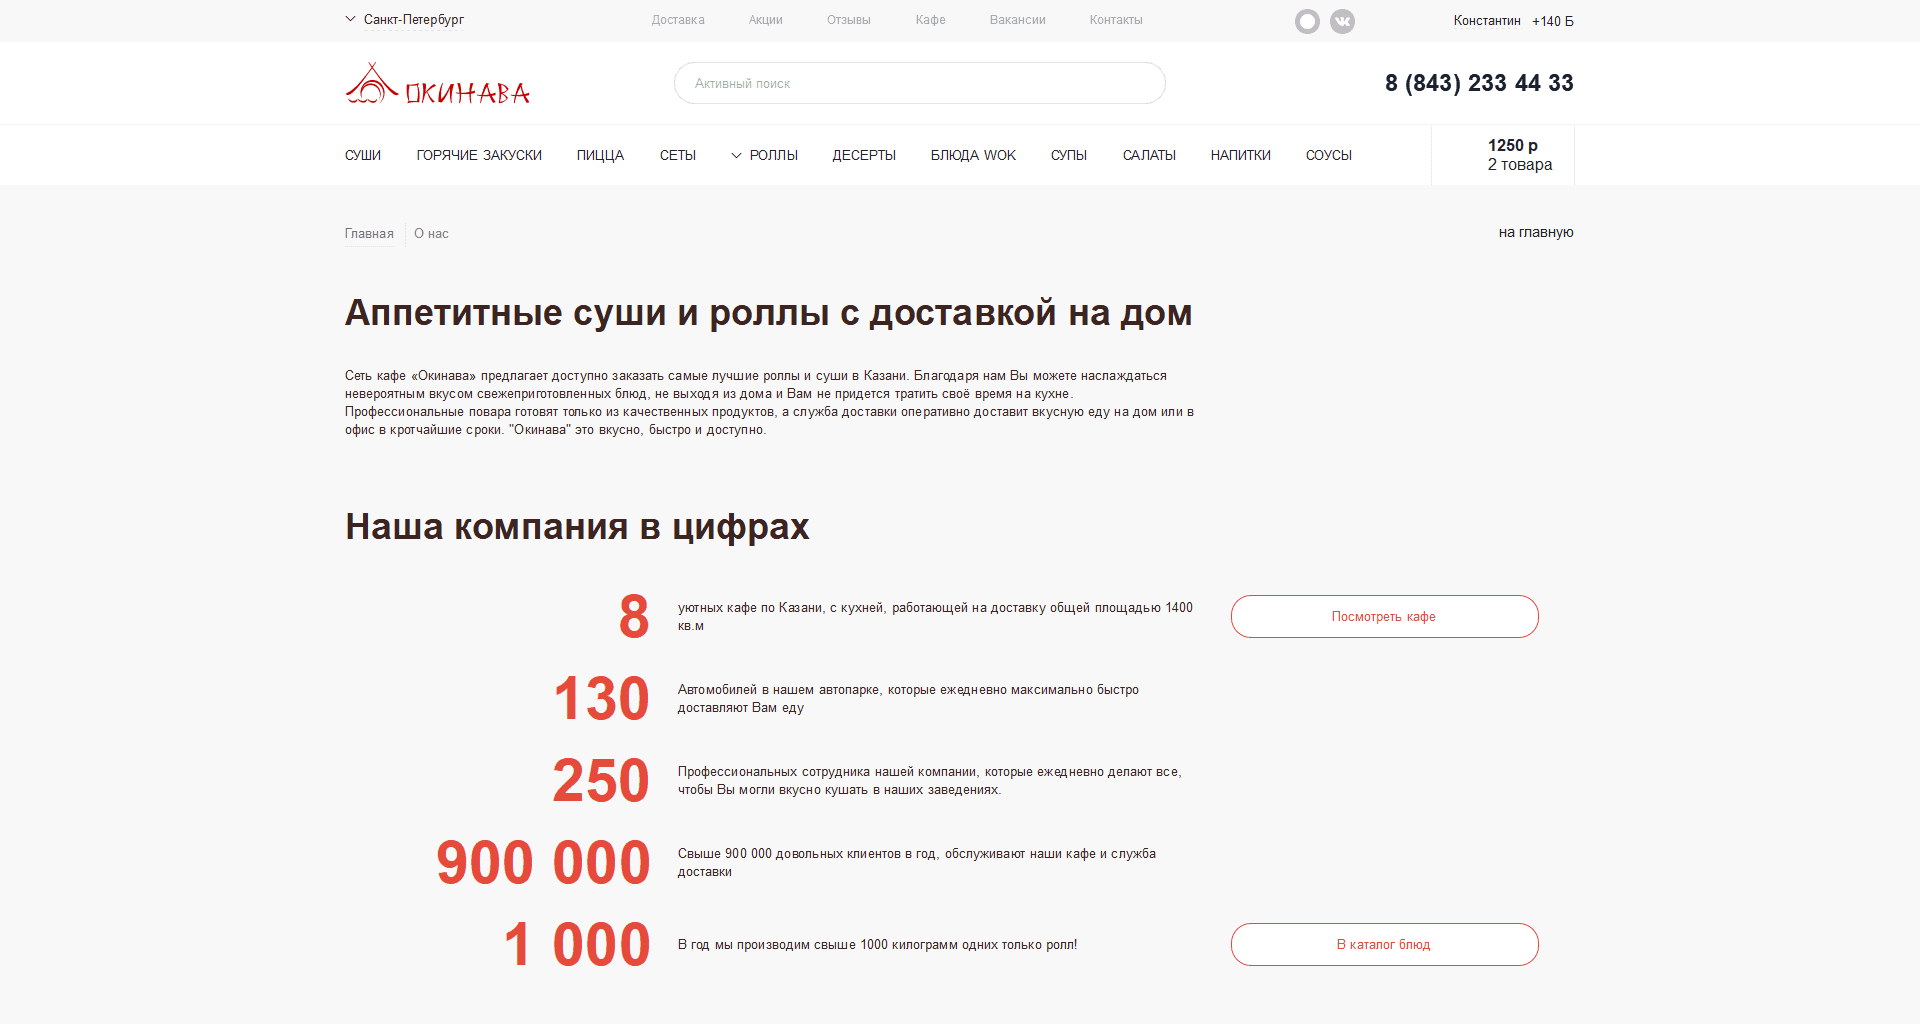 Санкт-Петербург
Доставка Акции Отзывы Кафе Вакансии Контакты
Константин +140 Б
ОКИНАВА
Активный поиск
8 (843) 233 44 33
СУШИ ГОРЯЧИЕ ЗАКУСКИ ПИЦЦА СЕТЫ РОЛЛЫ ДЕСЕРТЫ БЛЮДА WOK СУПЫ САЛАТЫ НАПИТКИ СОУСЫ
1250 р
2 товара
Главная О нас
на главную
Аппетитные суши и роллы с доставкой на дом
Сеть кафе «Окинава» предлагает доступно заказать самые лучшие роллы и суши в Казани. Благодаря нам Вы можете наслаждаться
невероятным вкусом свежеприготовленных блюд, не выходя из дома и Вам не придется тратить своё время на кухне.
Профессиональные повара готовят только из качественных продуктов, а служба доставки оперативно доставит вкусную еду на дом или в
офис в кротчайшие сроки. "Окинава" это вкусно, быстро и доступно.
Наша компания в цифрах
8
уютных кафе по Казани, с кухней, работающей на доставку общей площадью 1400
кв.м
Посмотреть кафе
130
Автомобилей в нашем автопарке, которые ежедневно максимально быстро
доставляют Вам еду
250
Профессиональных сотрудника нашей компании, которые ежедневно делают все,
чтобы Вы могли вкусно кушать в наших заведениях.
900 000
Свыше 900 000 довольных клиентов в год, обслуживают наши кафе и служба
доставки
1 000
В год мы производим свыше 1000 килограмм одних только ролл!
В каталог блюд